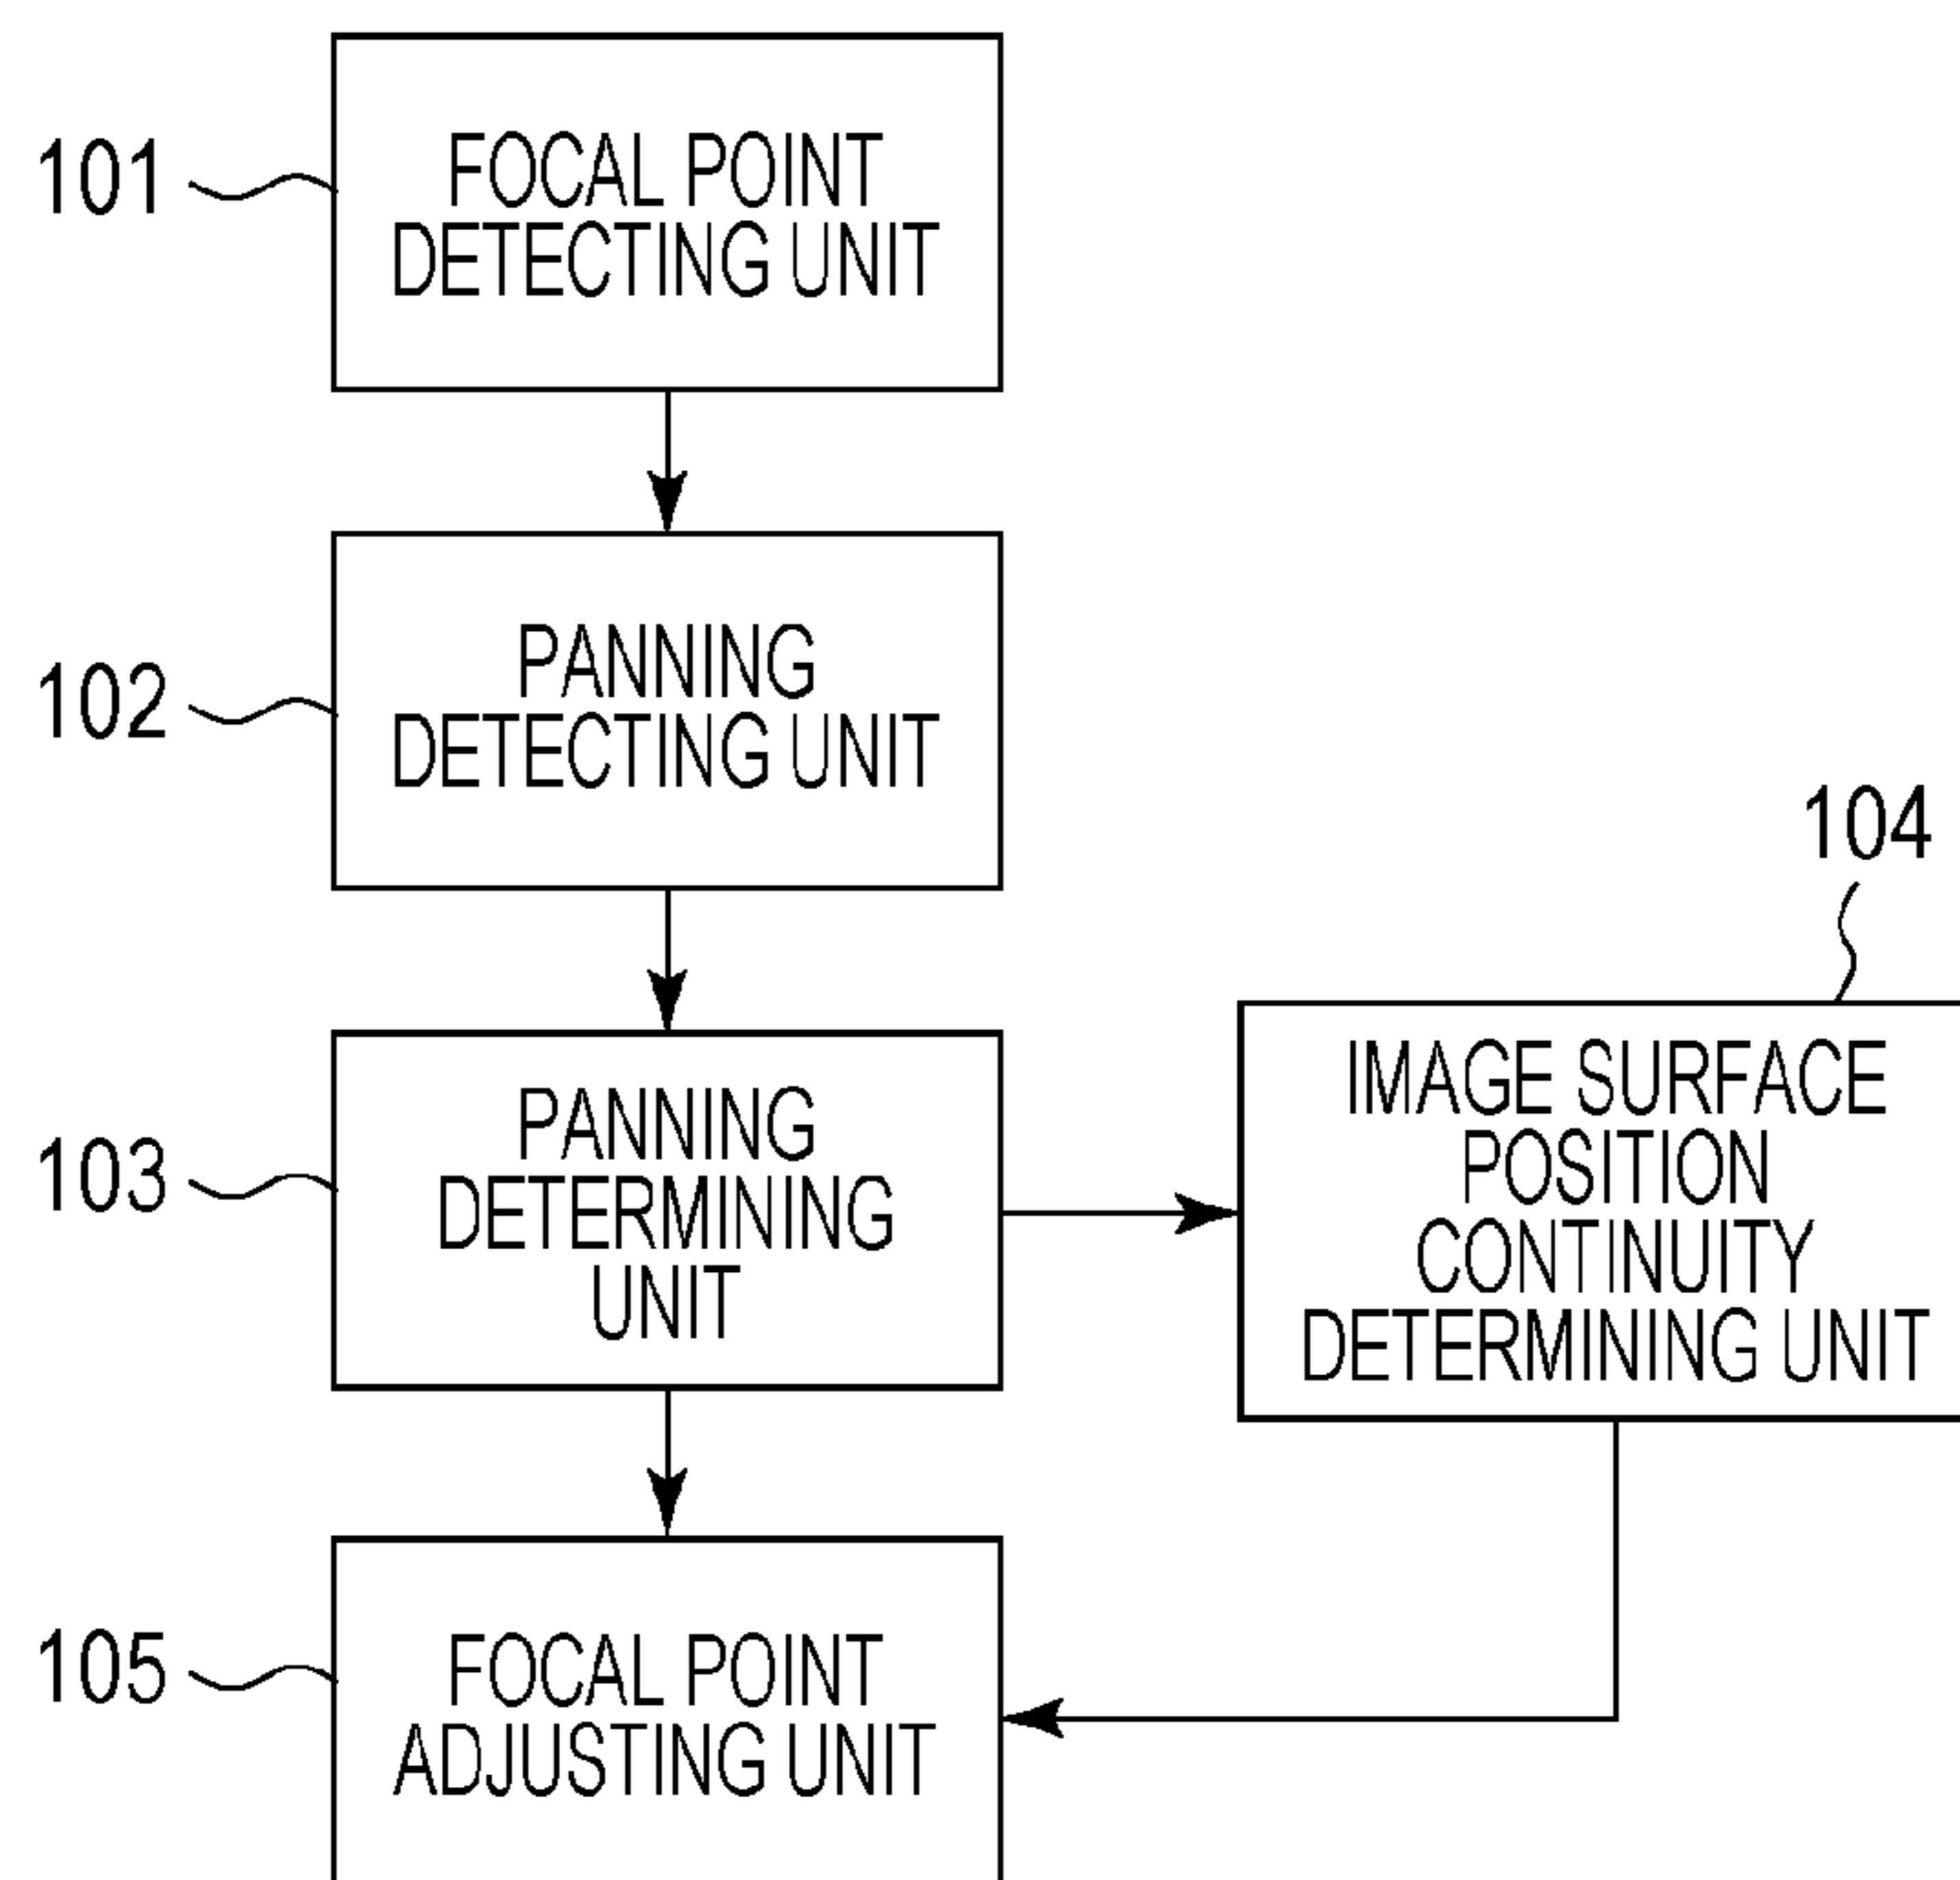 101
FOCAL POINT
DETECTING UNIT
102
PANNING
DETECTING UNIT
103
PANNING
DETERMINING
UNIT
104
IMAGE SURFACE
POSITION
CONTINUITY
DETERMINING UNIT
105
FOCAL POINT
ADJUSTING UNIT